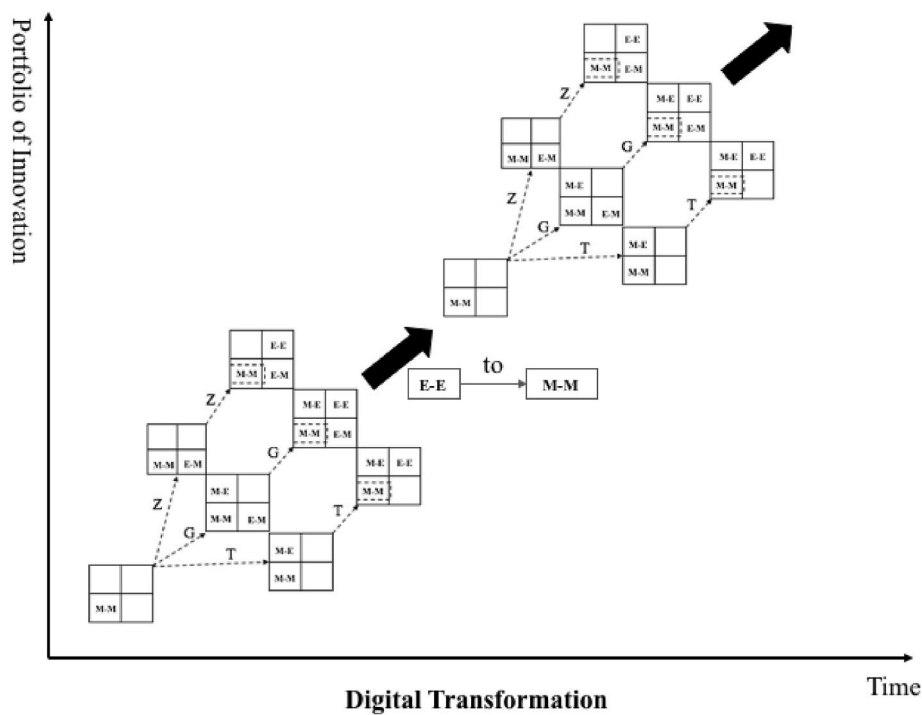 Portfolio of Innovation
E-E
M-M E-M
Z
M-E E-E
M-M E-M
G
M-M E-M
M-E E-E
M-M
M-E
M-M E-M
Z
G
T
T
M-E
M-M
M-M
E-E
M-M E-M
to
E-E
M-M
Z
M-E E-E
M-M E-M
G
M-M E-M
M-E E-E
M-M
M-E
M-M E-M
Z
G
T
T
M-E
M-M
M-M
Time
Digital Transformation